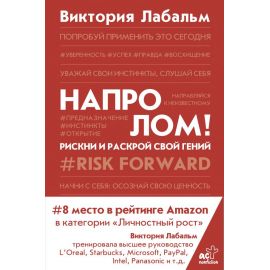 Виктория Лабальм
ПОПРОБУЙ ПРИМЕНИТЬ ЭТО СЕГОДНЯ
#УВЕРЕННОСТЬ #УСПЕХ #ПРАВДА #ВОСХИЩЕНИЕ
УВАЖАЙ СВОИ ИНСТИНКТЫ, СЛУШАЙ СЕБЯ
НАПРО
НАПРАВЛЯЙСЯ
К НЕИЗВЕСТНОМУ
#ПРЕДНАЗНАЧЕНИЕ
#ИНСТИНКТЫ
#ОТКРЫТИЕ
ЛОМ!
РИСКНИ И РАСКРОЙ СВОЙ ГЕНИЙ
#RISK FORWARD
НАЧНИ С СЕБЯ: ОСОЗНАЙ СВОЮ ЦЕННОСТЬ
#8 место в рейтинге Amazon
в категории «Личностный рост»
Виктория Лабальм
тренировала высшее руководство
L'Oreal, Starbucks, Microsoft, PayPal,
Intel, Panasonic и т.д.
act